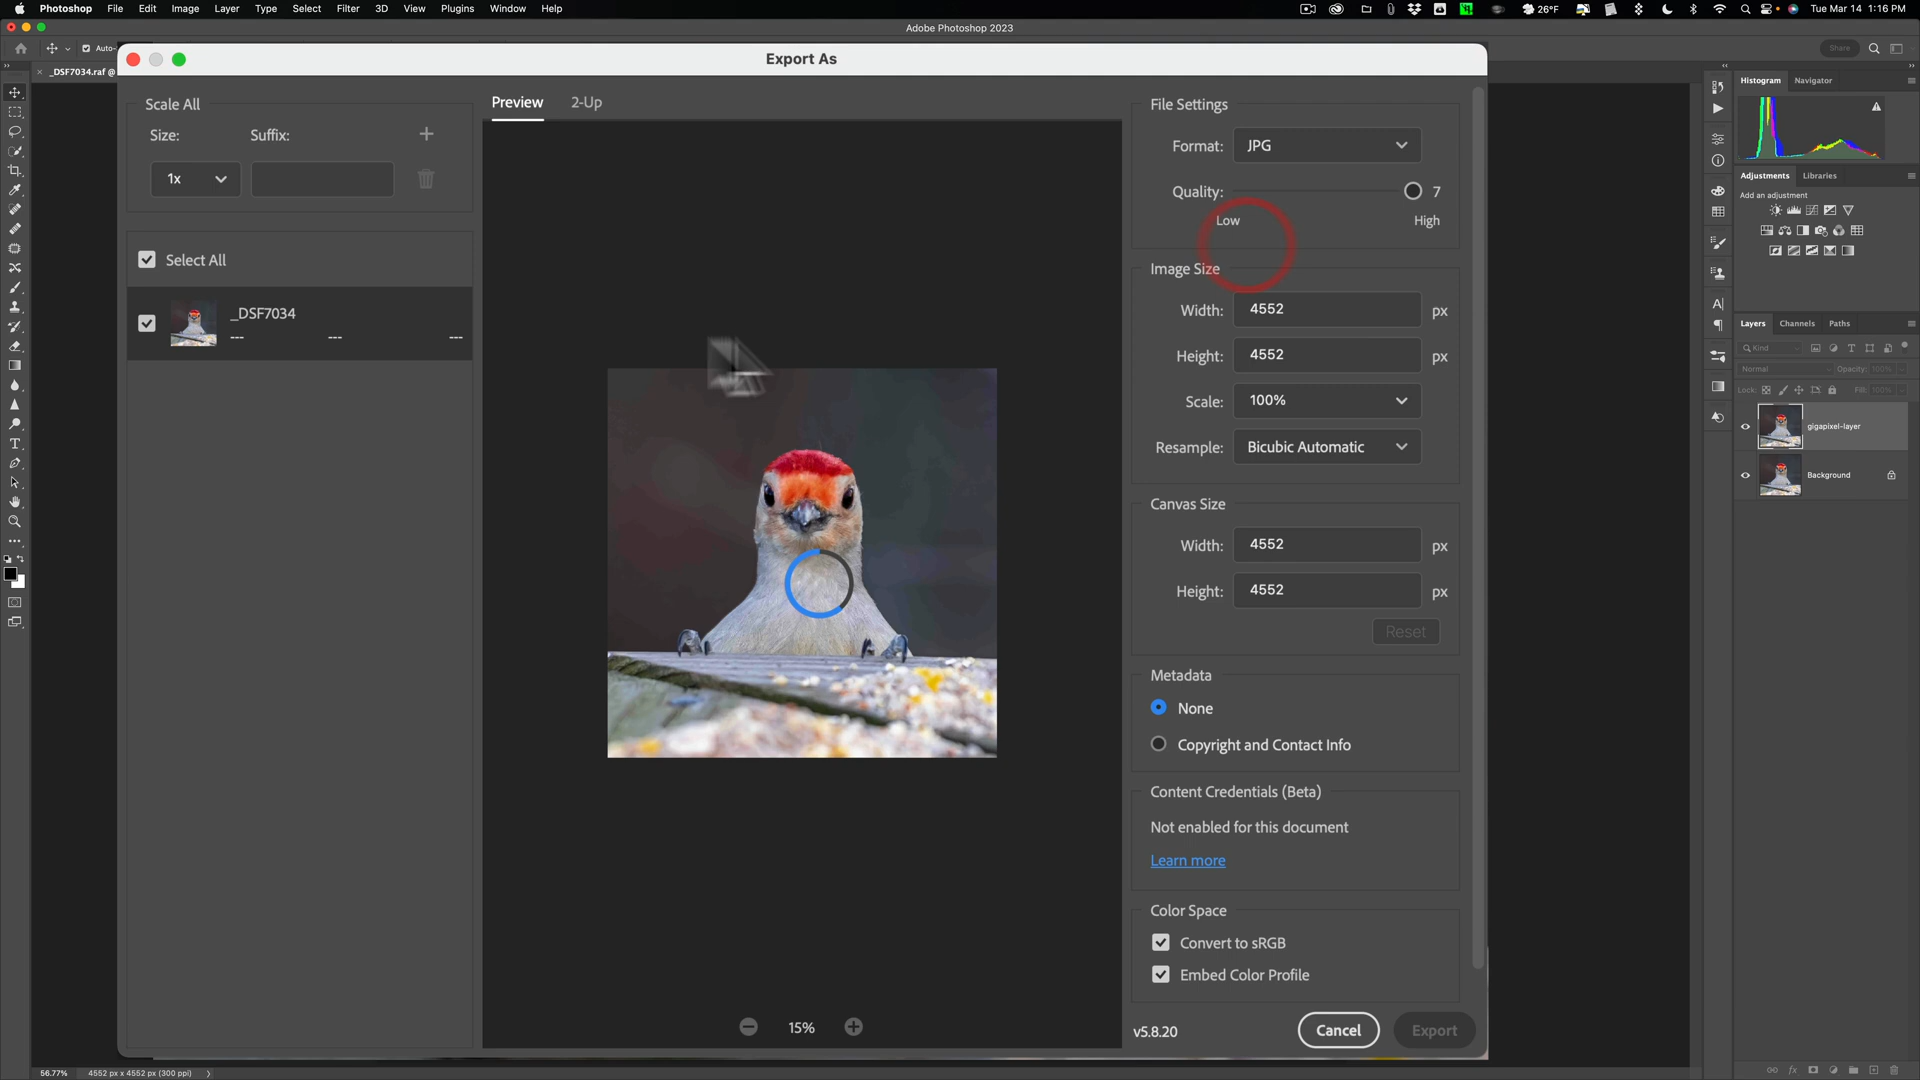 Photoshop File Edit Image Layer Type Select Filter 3D View Plugins Window Help 26°F Tue Mar 14 1:16 PM
Adobe Photoshop 2023
Auto- Share
_DSF7034.raf @
Export As
Scale All
Size: Suffix:
1x
Select All
_DSF7034
--- --- ---
Preview 2-Up
15%
File Settings
Format: JPG
Quality: 7
Low High
Image Size
Width: 4552 px
Height: 4552 px
Scale: 100%
Resample: Bicubic Automatic
Canvas Size
Width: 4552 px
Height: 4552 px
Reset
Metadata
None
Copyright and Contact Info
Content Credentials (Beta)
Not enabled for this document
Learn more
Color Space
Convert to sRGB
Embed Color Profile
v5.8.20 Cancel Export
Histogram Navigator
Adjustments Libraries
Add an adjustment
Layers Channels Paths
Kind
Normal Opacity: 100%
Lock: Fill: 100%
gigapixel-layer
Background
56.77% 4552 px x 4552 px (300 ppi)